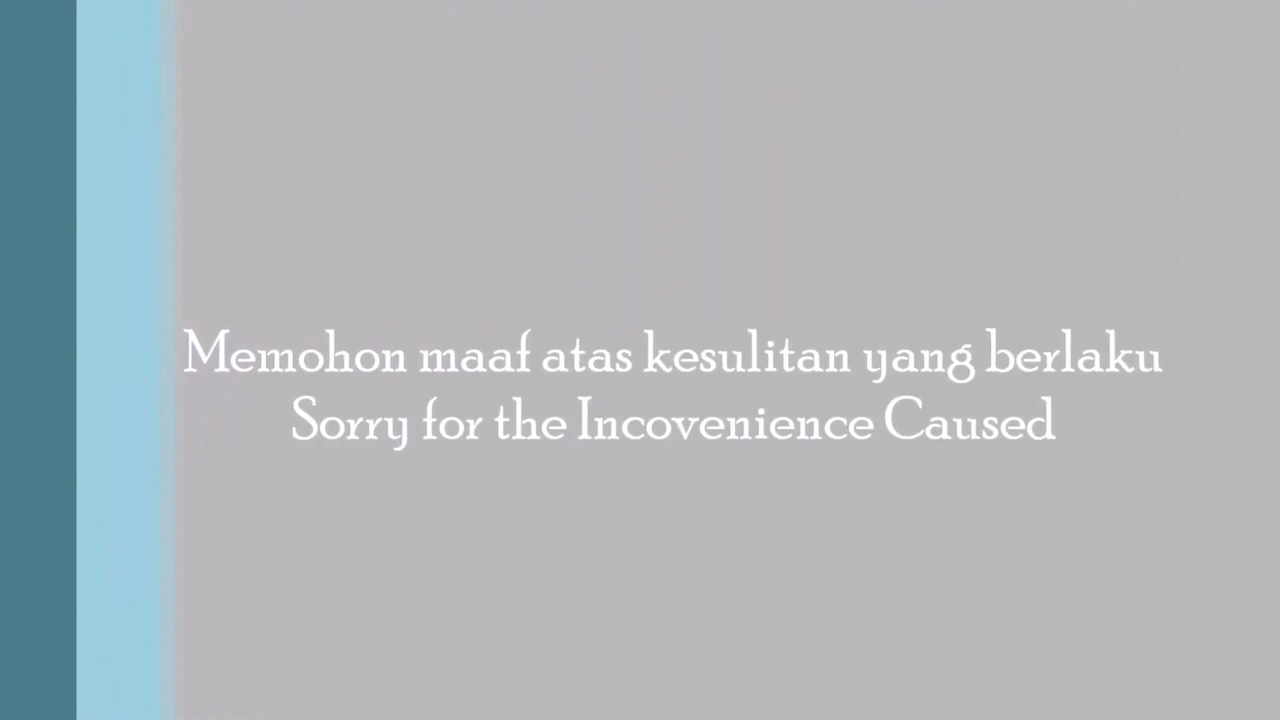 Memohon maaf atas kesulitan yang berlaku
Sorry for the Incovenience Caused